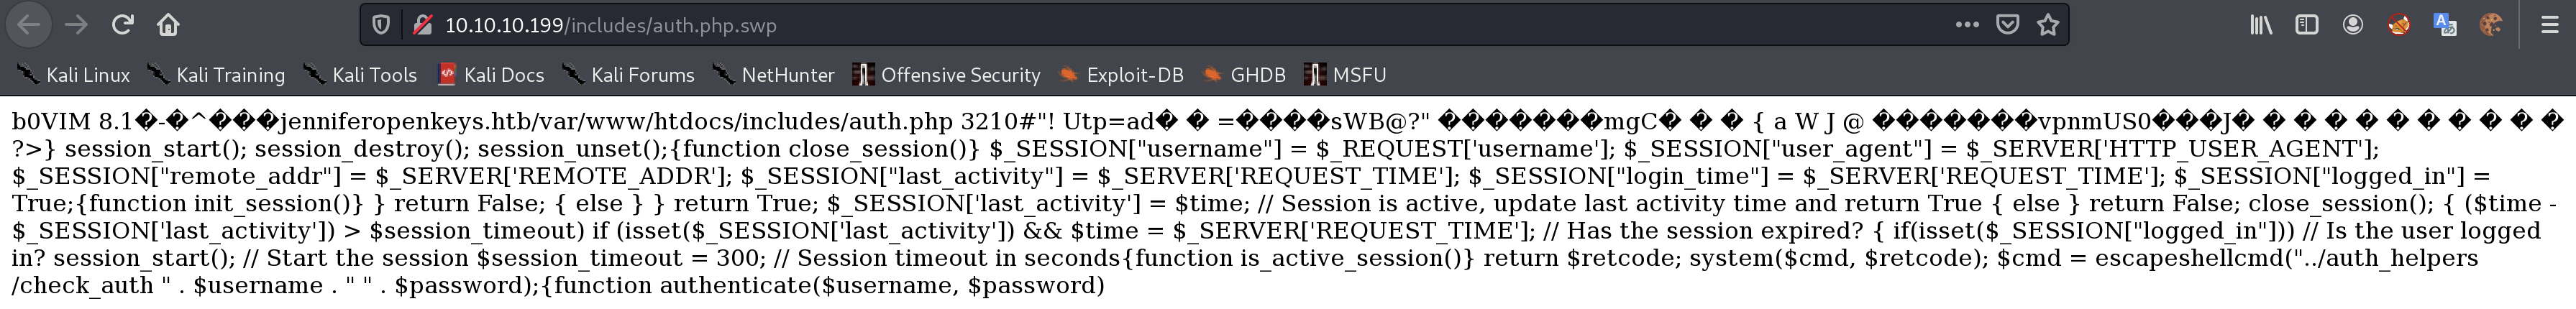 10.10.10.199/includes/auth.php.swp
Kali Linux Kali Training Kali Tools Kali Docs Kali Forums NetHunter Offensive Security Exploit-DB GHDB MSFU
b0VIM 8.1�-�^���jenniferopenkeys.htb/var/www/htdocs/includes/auth.php 3210#"! Utp=ad� � =����sWB@?" �������mgC� � � { a W J @ �������vpnmUS0���J� � � � � � � � � � �
?>} session_start(); session_destroy(); session_unset();{function close_session()} $_SESSION["username"] = $_REQUEST['username']; $_SESSION["user_agent"] = $_SERVER['HTTP_USER_AGENT'];
$_SESSION["remote_addr"] = $_SERVER['REMOTE_ADDR']; $_SESSION["last_activity"] = $_SERVER['REQUEST_TIME']; $_SESSION["login_time"] = $_SERVER['REQUEST_TIME']; $_SESSION["logged_in"] =
True;{function init_session()} } return False; { else } } return True; $_SESSION['last_activity'] = $time; // Session is active, update last activity time and return True { else } return False; close_session(); { ($time -
$_SESSION['last_activity']) > $session_timeout) if (isset($_SESSION['last_activity']) && $time = $_SERVER['REQUEST_TIME']; // Has the session expired? { if(isset($_SESSION["logged_in"])) // Is the user logged
in? session_start(); // Start the session $session_timeout = 300; // Session timeout in seconds{function is_active_session()} return $retcode; system($cmd, $retcode); $cmd = escapeshellcmd("../auth_helpers
/check_auth " . $username . " " . $password);{function authenticate($username, $password)